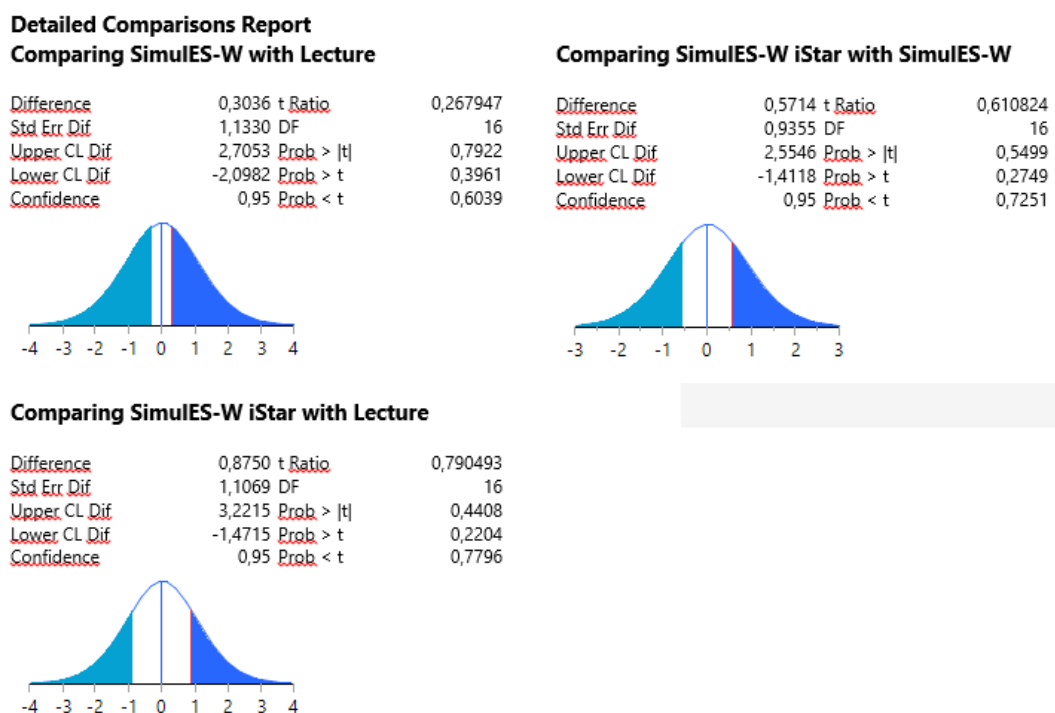 Detailed Comparisons Report
Comparing SimulES-W with Lecture
Difference 0,3036 t Ratio 0,267947
Std Err Dif 1,1330 DF 16
Upper CL Dif 2,7053 Prob > |t| 0,7922
Lower CL Dif -2,0982 Prob > t 0,3961
Confidence 0,95 Prob < t 0,6039
-4 -3 -2 -1 0 1 2 3 4
Comparing SimulES-W iStar with SimulES-W
Difference 0,5714 t Ratio 0,610824
Std Err Dif 0,9355 DF 16
Upper CL Dif 2,5546 Prob > |t| 0,5499
Lower CL Dif -1,4118 Prob > t 0,2749
Confidence 0,95 Prob < t 0,7251
-3 -2 -1 0 1 2 3
Comparing SimulES-W iStar with Lecture
Difference 0,8750 t Ratio 0,790493
Std Err Dif 1,1069 DF 16
Upper CL Dif 3,2215 Prob > |t| 0,4408
Lower CL Dif -1,4715 Prob > t 0,2204
Confidence 0,95 Prob < t 0,7796
-4 -3 -2 -1 0 1 2 3 4